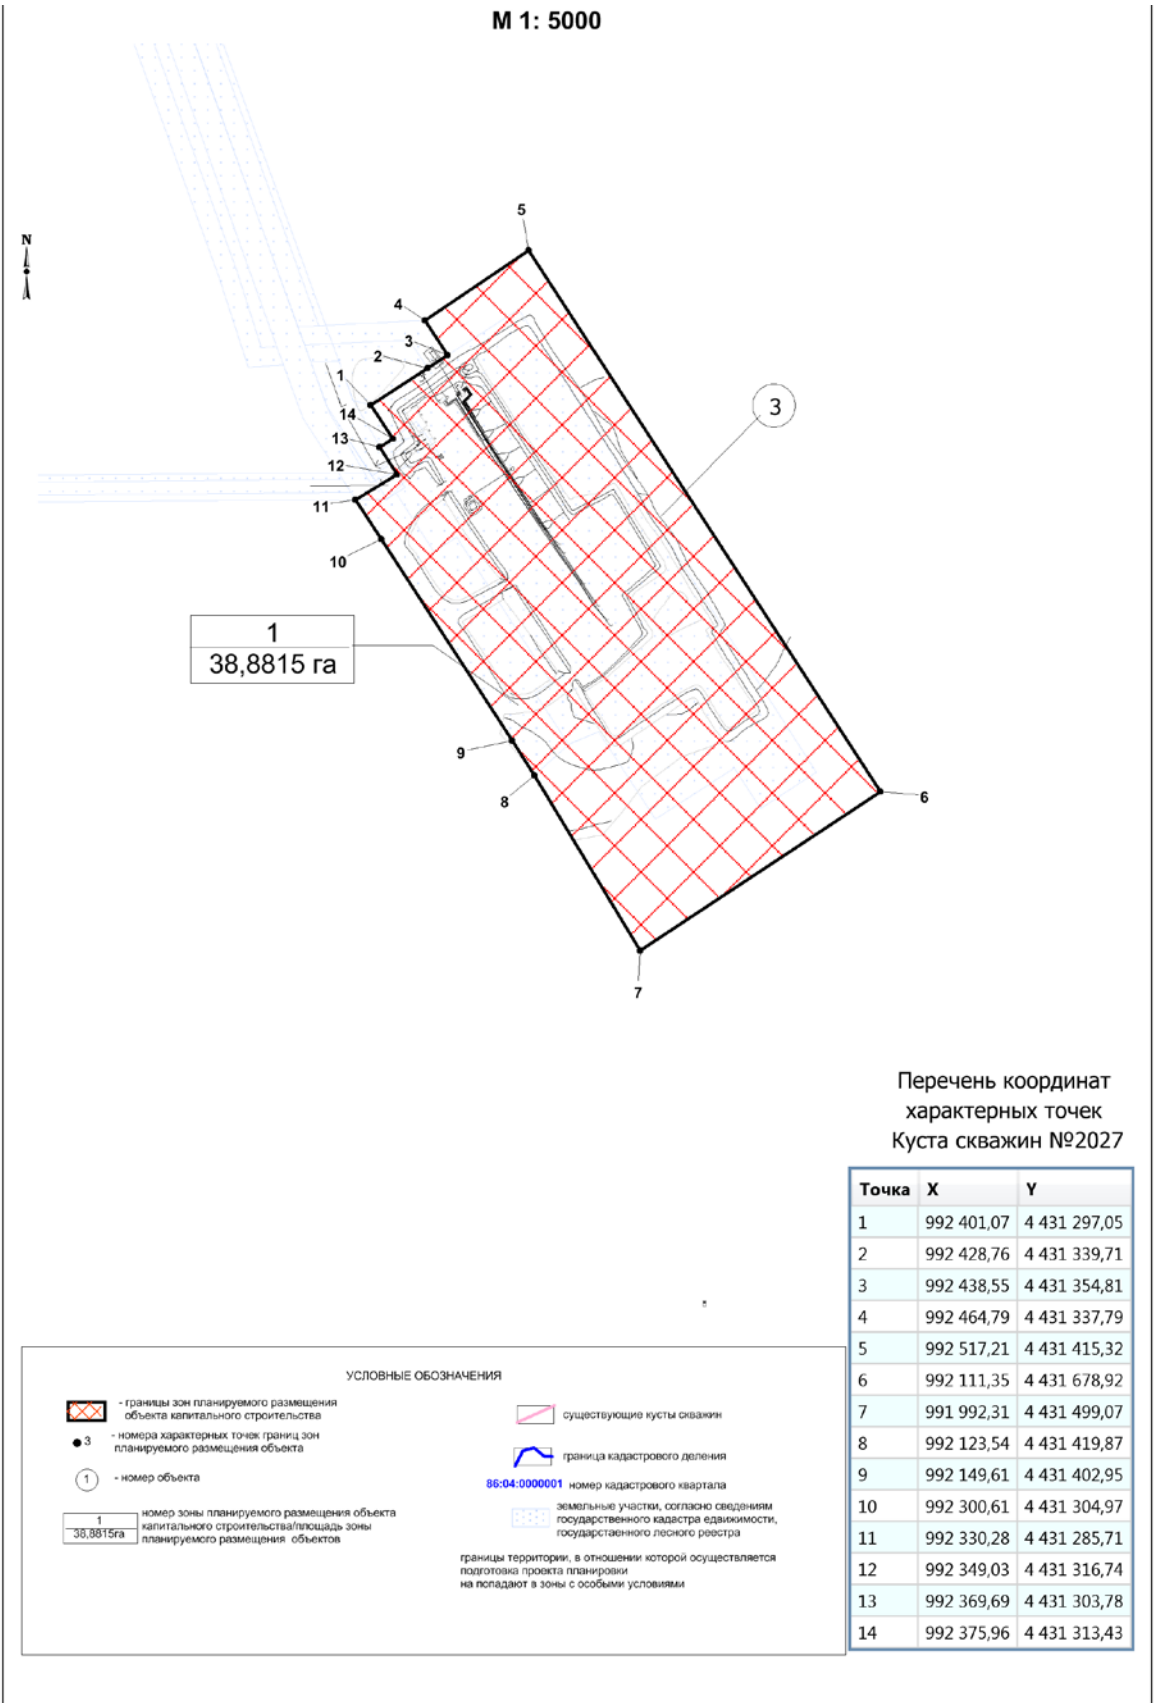 М 1: 5000
N
5
4
3
2
1
14
13
12
11
10
3
1
38,8815 га
9
8
6
7
Перечень координат
характерных точек
Куста скважин №2027
Точка X Y
1 992 401,07 4 431 297,05
2 992 428,76 4 431 339,71
3 992 438,55 4 431 354,81
4 992 464,79 4 431 337,79
5 992 517,21 4 431 415,32
6 992 111,35 4 431 678,92
7 991 992,31 4 431 499,07
8 992 123,54 4 431 419,87
9 992 149,61 4 431 402,95
10 992 300,61 4 431 304,97
11 992 330,28 4 431 285,71
12 992 349,03 4 431 316,74
13 992 369,69 4 431 303,78
14 992 375,96 4 431 313,43
УСЛОВНЫЕ ОБОЗНАЧЕНИЯ
- границы зон планируемого размещения
объекта капитального строительства
3 - номера характерных точек границ зон
планируемого размещения объекта
1 - номер объекта
1
38,8815га
номер зоны планируемого размещения объекта
капитального строительства/площадь зоны
планируемого размещения объектов
существующие кусты скважин
граница кадастрового деления
86:04:0000001 номер кадастрового квартала
земельные участки, согласно сведениям
государственного кадастра едвижимости,
государственного лесного реестра
границы территории, в отношении которой осуществляется
подготовка проекта планировки
на попадают в зоны с особыми условиями